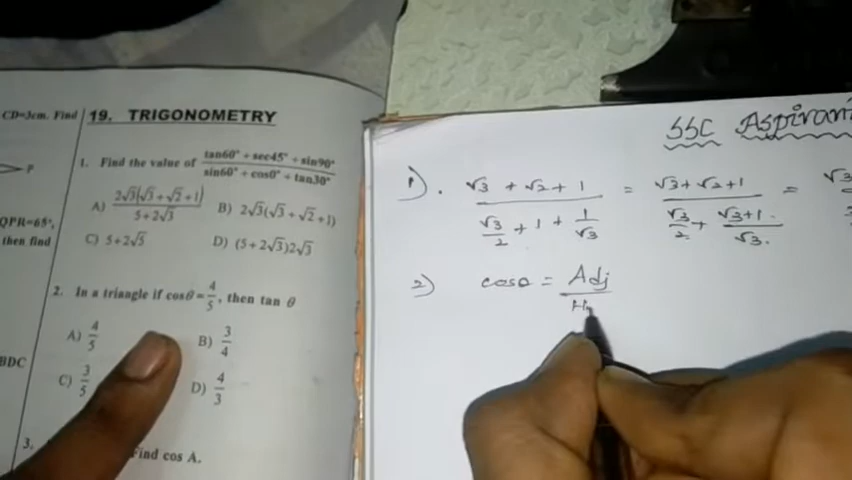 CD=3cm. Find
QPR=65°,
then find
BDC
19. TRIGONOMETRY
1. Find the value of (tan60° + sec45° + sin90°)/(sin60° + cos0° + tan30°)
A) 2√3(√3+√2+1)/(5+2√3) B) 2√3(√3+√2+1)
C) 5+2√5 D) (5+2√3)2√3
2. In a triangle if cosθ=4/5, then tan θ
A) 4/5 B) 3/4
C) 3/5 D) 4/3
3.
find cos A.
SSC
1). (√3 + √2 + 1)/(√3/2 + 1 + 1/√3) = (√3+√2+1)/(√3/2 + (√3+1)/√3) =
2) cosθ = Adj/